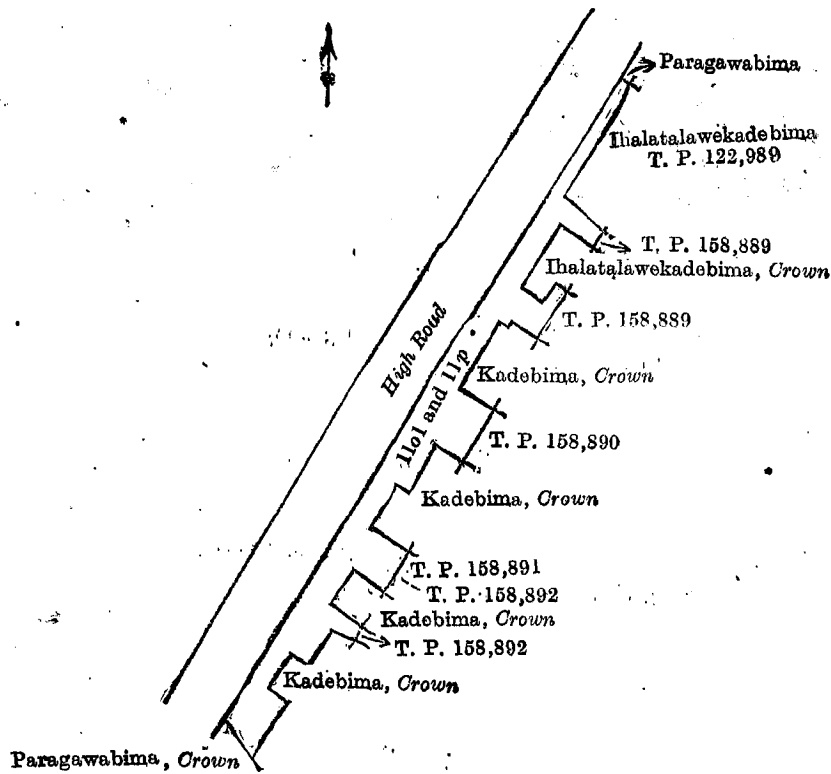 Paragawabima
Ihalatalawekadebima
T. P. 122,989
T. P. 158,889
Ihalatalawekadebima, Crown
T. P. 158,889
High Road
11o1 and 11p
Kadebima, Crown
T. P. 158,890
Kadebima, Crown
T. P. 158,891
T. P. 158,892
Kadebima, Crown
T. P. 158,892
Kadebima, Crown
Paragawabima, Crown